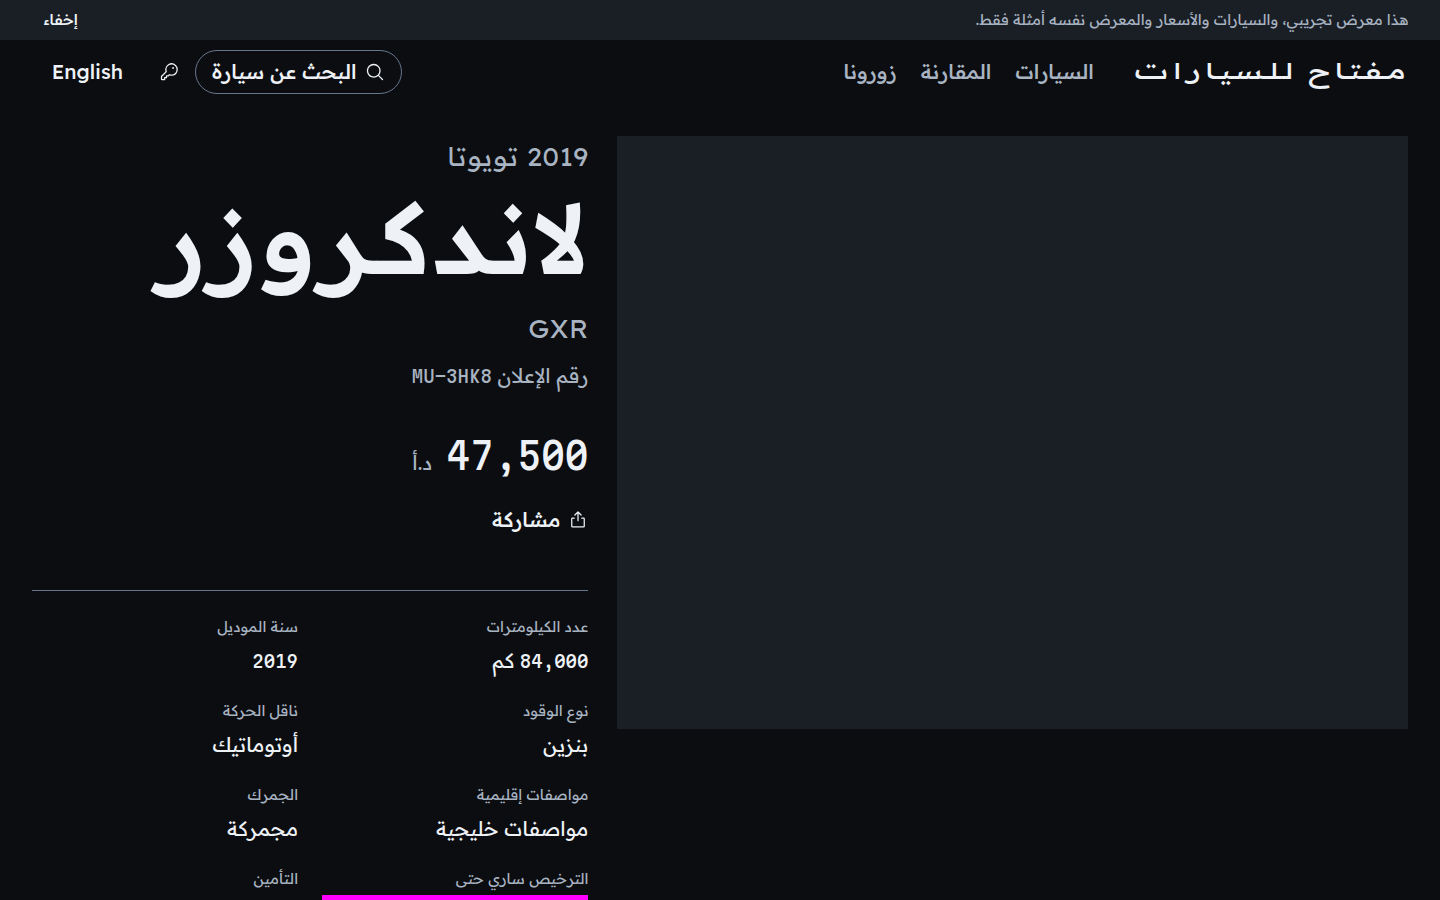 هذا معرض تجريبي، والسيارات والأسعار والمعرض نفسه أمثلة فقط.
إخفاء
مفتاح للسيارات
السيارات
المقارنة
زورونا
البحث عن سيارة
English
2019 تويوتا
لاندكروزر
GXR
رقم الإعلان MU-3HK8
47,500 د.أ
مشاركة
عدد الكيلومترات
84,000 كم
سنة الموديل
2019
نوع الوقود
بنزين
ناقل الحركة
أوتوماتيك
مواصفات إقليمية
مواصفات خليجية
الجمرك
مجمركة
الترخيص ساري حتى
التأمين